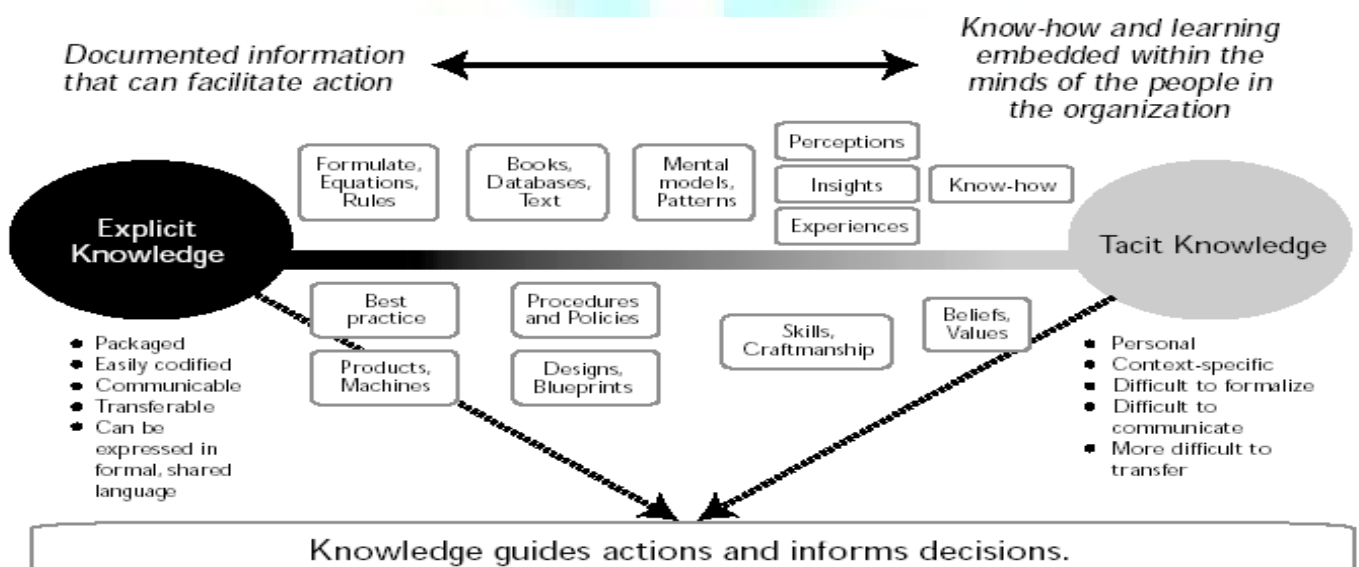 Documented information
that can facilitate action
Know-how and learning
embedded within the
minds of the people in
the organization
Formulate,
Equations,
Rules
Books,
Databases,
Text
Mental
models,
Patterns
Perceptions
Insights
Experiences
Know-how
Explicit
Knowledge
Tacit Knowledge
Best
practice
Procedures
and Policies
Products,
Machines
Designs,
Blueprints
Skills,
Craftmanship
Beliefs,
Values
• Packaged
• Easily codified
• Communicable
• Transferable
• Can be
expressed in
formal, shared
language
• Personal
• Context-specific
• Difficult to formalize
• Difficult to
communicate
• More difficult to
transfer
Knowledge guides actions and informs decisions.